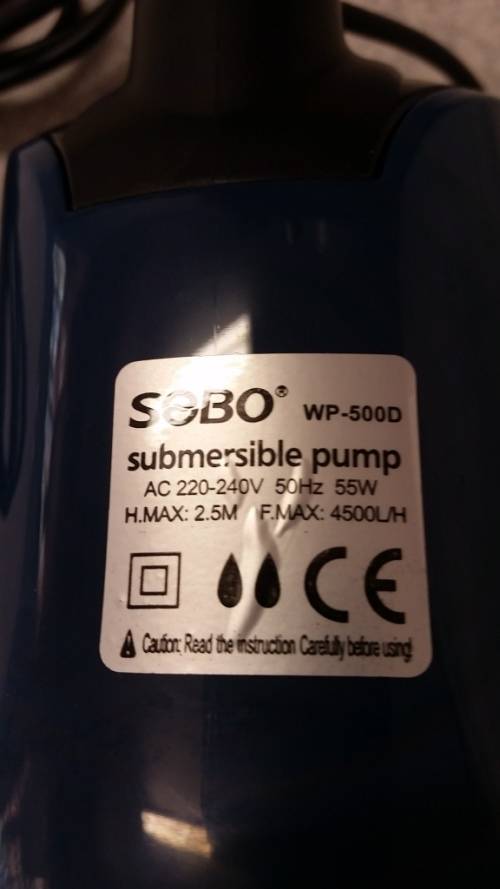 SOBO® WP-500D
submersible pump
AC 220-240V 50Hz 55W
H.MAX: 2.5M F.MAX: 4500L/H
CE
Caution: Read the instruction Carefully before using!